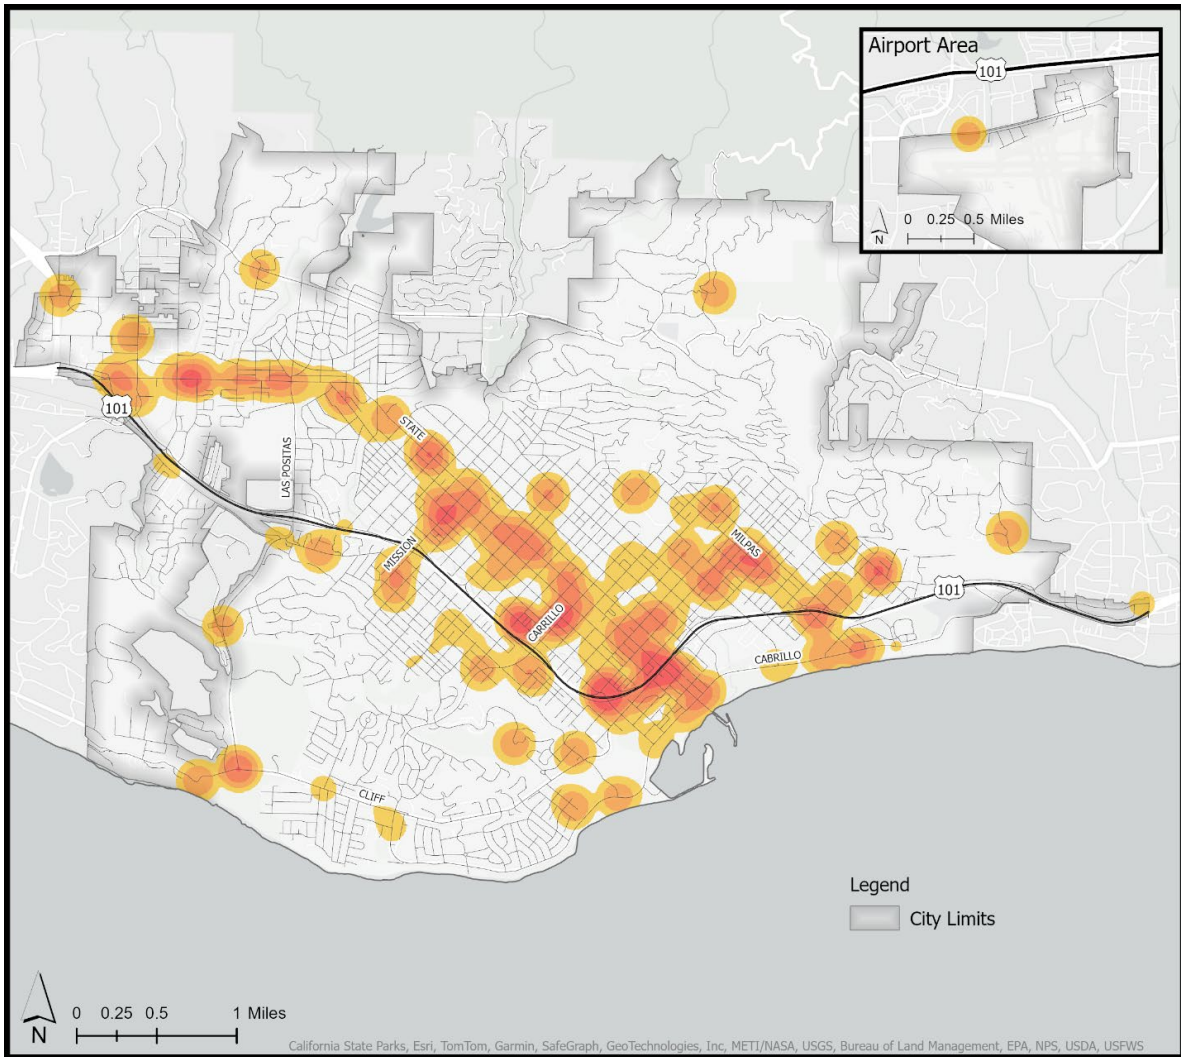 Airport Area
101
0 0.25 0.5 Miles
N
101
STATE
LAS POSITAS
MISSION
MILPAS
CARRILLO
101
CABRILLO
CLIFF
Legend
City Limits
N
0 0.25 0.5 1 Miles
California State Parks, Esri, TomTom, Garmin, SafeGraph, GeoTechnologies, Inc, METI/NASA, USGS, Bureau of Land Management, EPA, NPS, USDA, USFWS